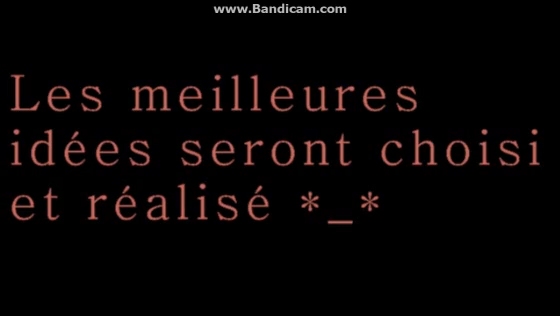 www.Bandicam.com
Les meilleures
idées seront choisi
et réalisé *_*